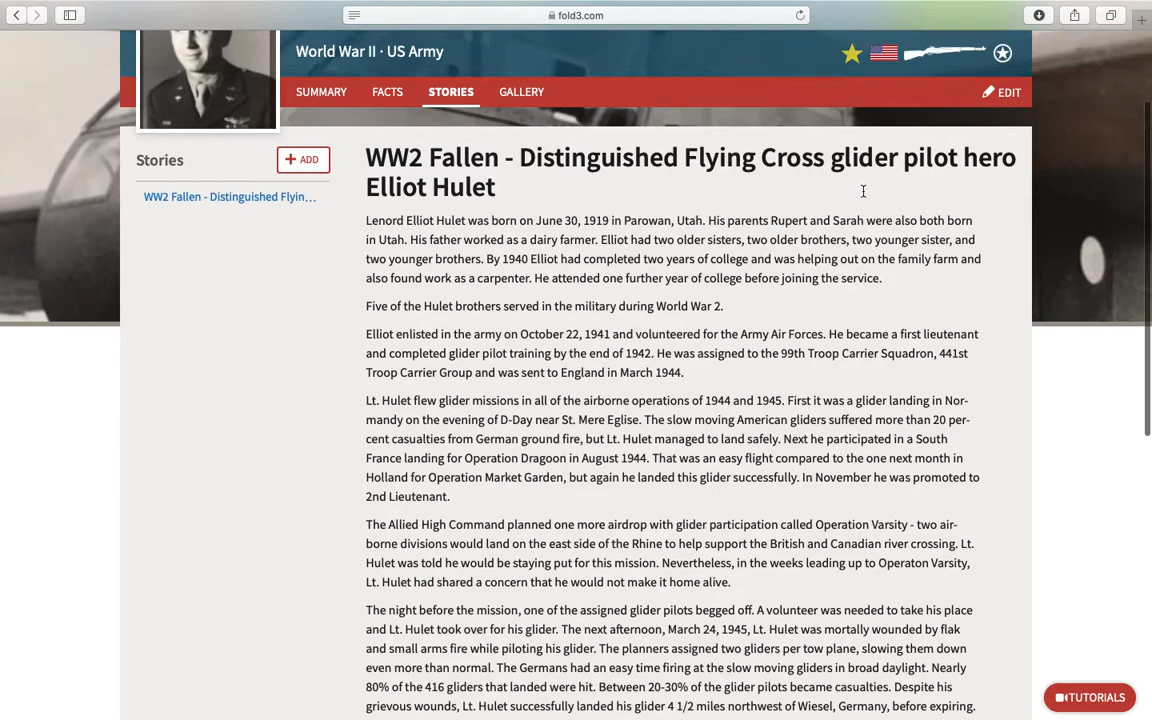 fold3.com
World War II · US Army
SUMMARY FACTS STORIES GALLERY EDIT
Stories
+ ADD
WW2 Fallen - Distinguished Flyin...
WW2 Fallen - Distinguished Flying Cross glider pilot hero
Elliot Hulet
Lenord Elliot Hulet was born on June 30, 1919 in Parowan, Utah. His parents Rupert and Sarah were also both born
in Utah. His father worked as a dairy farmer. Elliot had two older sisters, two older brothers, two younger sister, and
two younger brothers. By 1940 Elliot had completed two years of college and was helping out on the family farm and
also found work as a carpenter. He attended one further year of college before joining the service.
Five of the Hulet brothers served in the military during World War 2.
Elliot enlisted in the army on October 22, 1941 and volunteered for the Army Air Forces. He became a first lieutenant
and completed glider pilot training by the end of 1942. He was assigned to the 99th Troop Carrier Squadron, 441st
Troop Carrier Group and was sent to England in March 1944.
Lt. Hulet flew glider missions in all of the airborne operations of 1944 and 1945. First it was a glider landing in Nor-
mandy on the evening of D-Day near St. Mere Eglise. The slow moving American gliders suffered more than 20 per-
cent casualties from German ground fire, but Lt. Hulet managed to land safely. Next he participated in a South
France landing for Operation Dragoon in August 1944. That was an easy flight compared to the one next month in
Holland for Operation Market Garden, but again he landed this glider successfully. In November he was promoted to
2nd Lieutenant.
The Allied High Command planned one more airdrop with glider participation called Operation Varsity - two air-
borne divisions would land on the east side of the Rhine to help support the British and Canadian river crossing. Lt.
Hulet was told he would be staying put for this mission. Nevertheless, in the weeks leading up to Operaton Varsity,
Lt. Hulet had shared a concern that he would not make it home alive.
The night before the mission, one of the assigned glider pilots begged off. A volunteer was needed to take his place
and Lt. Hulet took over for his glider. The next afternoon, March 24, 1945, Lt. Hulet was mortally wounded by flak
and small arms fire while piloting his glider. The planners assigned two gliders per tow plane, slowing them down
even more than normal. The Germans had an easy time firing at the slow moving gliders in broad daylight. Nearly
80% of the 416 gliders that landed were hit. Between 20-30% of the glider pilots became casualties. Despite his
grievous wounds, Lt. Hulet successfully landed his glider 4 1/2 miles northwest of Wiesel, Germany, before expiring.
TUTORIALS